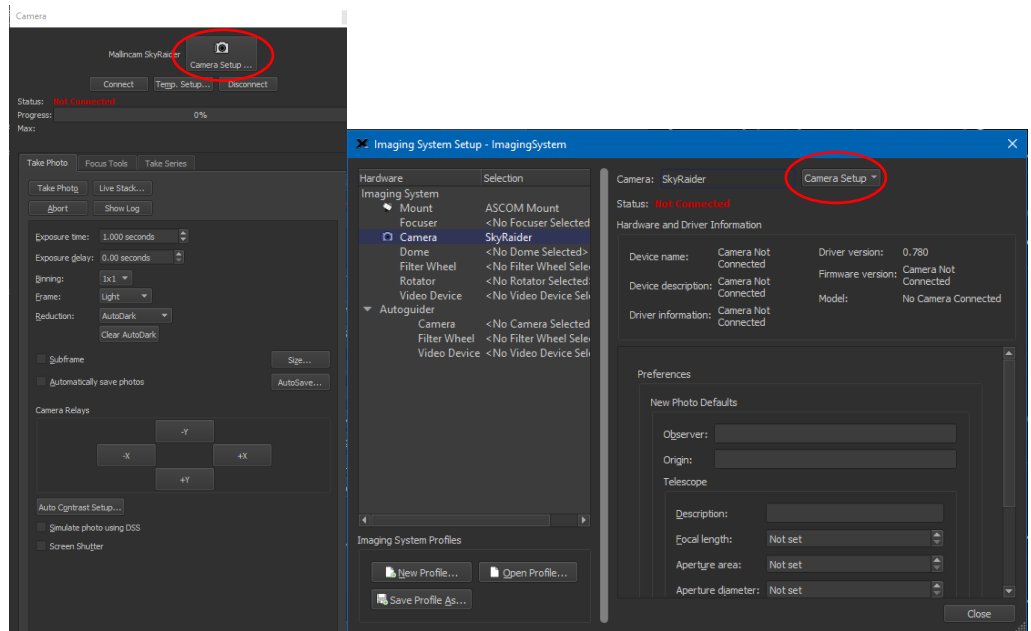 Camera
Mallincam SkyRaider
Camera Setup ...
Connect Temp. Setup... Disconnect
Status: Not Connected
Progress: 0%
Max:
Take Photo Focus Tools Take Series
Take Photo Live Stack...
Abort Show Log
Exposure time: 1.000 seconds
Exposure delay: 0.00 seconds
Binning: 1x1
Frame: Light
Reduction: AutoDark
Clear AutoDark
Subframe Size...
Automatically save photos AutoSave...
Camera Relays
-Y
-X +X
+Y
Auto Contrast Setup...
Simulate photo using DSS
Screen Shutter
Imaging System Setup - ImagingSystem
Hardware Selection
Imaging System
Mount ASCOM Mount
Focuser <No Focuser Selected
Camera SkyRaider
Dome <No Dome Selected>
Filter Wheel <No Filter Wheel Sele
Rotator <No Rotator Selected
Video Device <No Video Device Sel
Autoguider
Camera <No Camera Selected
Filter Wheel <No Filter Wheel Sel
Video Device <No Video Device Sel
Imaging System Profiles
New Profile... Open Profile...
Save Profile As...
Camera: SkyRaider Camera Setup
Status: Not Connected
Hardware and Driver Information
Device name: Camera Not Connected
Device description: Camera Not Connected
Driver information: Camera Not Connected
Driver version: 0.780
Firmware version: Camera Not Connected
Model: No Camera Connected
Preferences
New Photo Defaults
Observer:
Origin:
Telescope
Description:
Focal length: Not set
Aperture area: Not set
Aperture diameter: Not set
Close